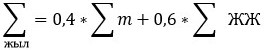 ∑ = 0,4 * ∑ m + 0,6 * ∑ ЖЖ
жыл